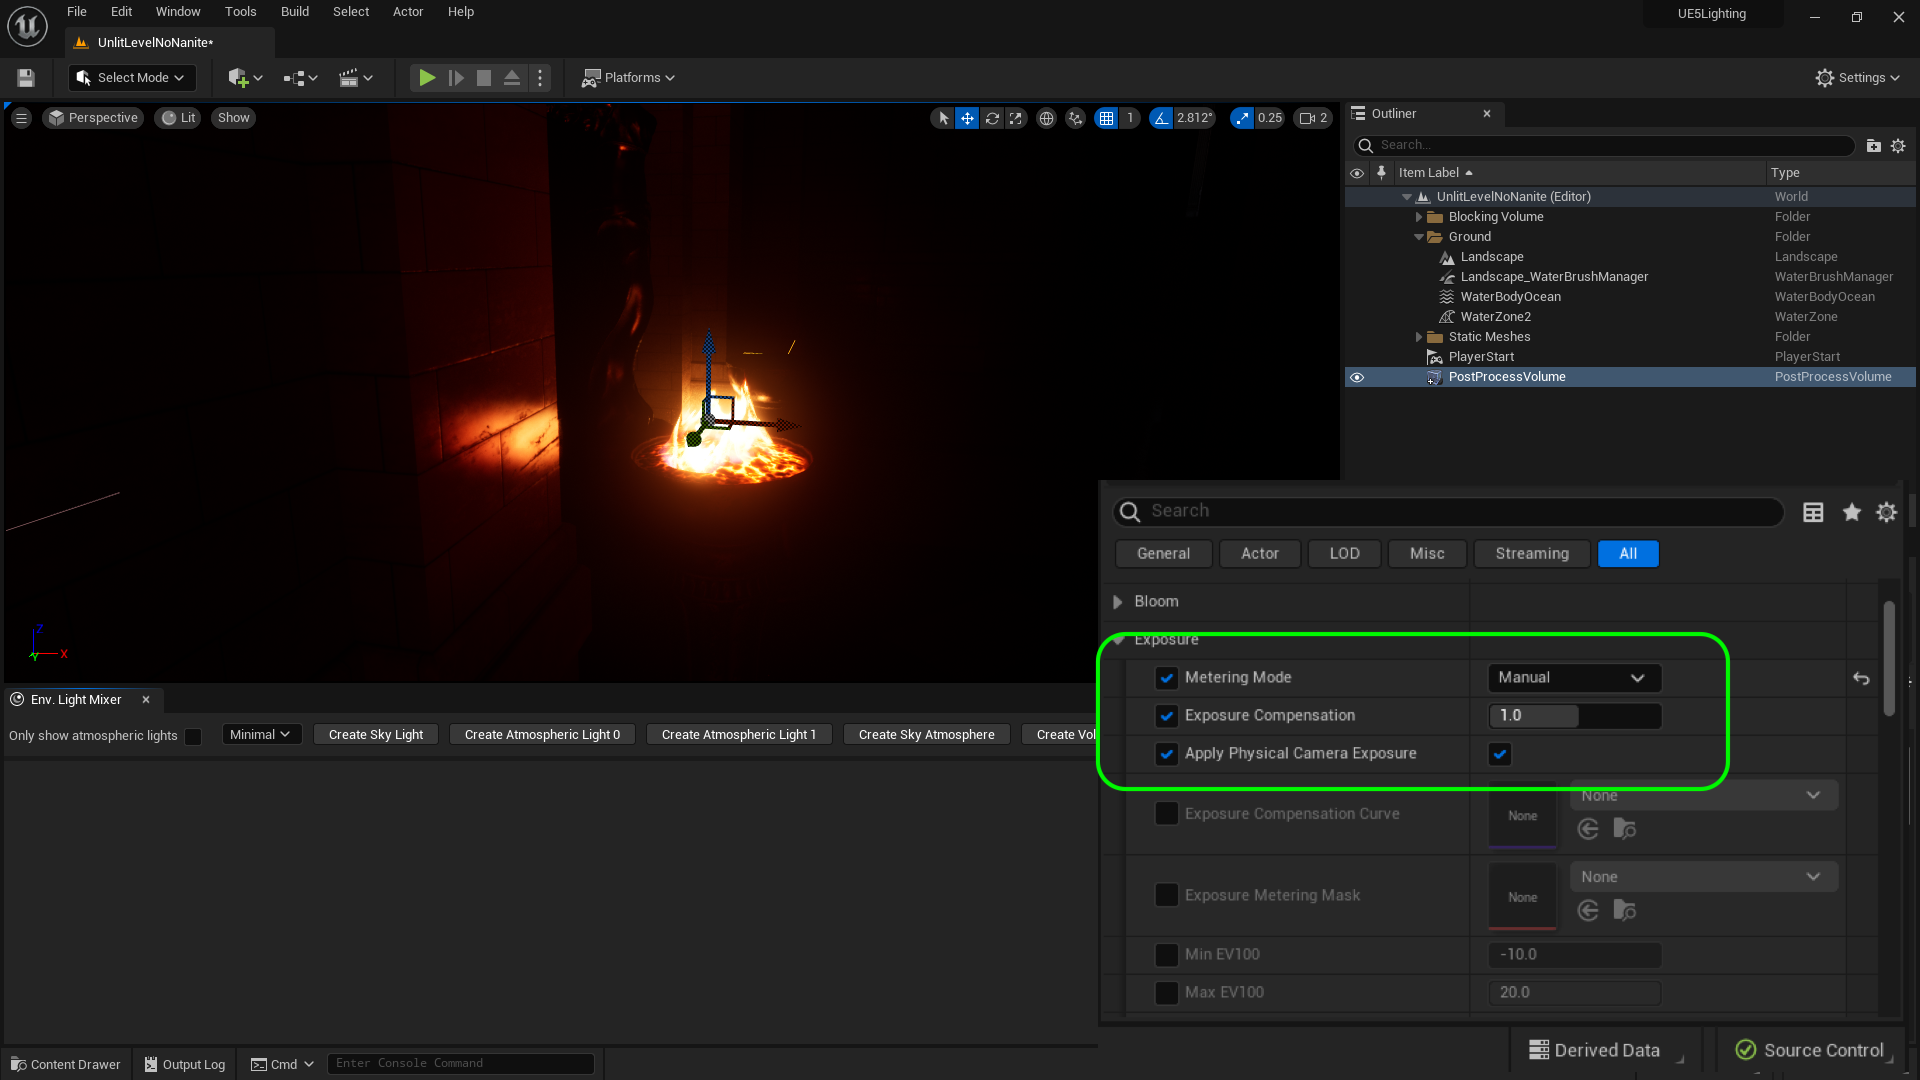 File Edit Window Tools Build Select Actor Help
UE5Lighting
UnlitLevelNoNanite*
Select Mode
Platforms
Settings
Perspective Lit Show
1 2.812° 0.25 2
Outliner
Search...
Item Label Type
UnlitLevelNoNanite (Editor) World
Blocking Volume Folder
Ground Folder
Landscape Landscape
Landscape_WaterBrushManager WaterBrushManager
WaterBodyOcean WaterBodyOcean
WaterZone2 WaterZone
Static Meshes Folder
PlayerStart PlayerStart
PostProcessVolume PostProcessVolume
Search
General Actor LOD Misc Streaming All
Bloom
Exposure
Metering Mode Manual
Exposure Compensation 1.0
Apply Physical Camera Exposure
Exposure Compensation Curve None None
Exposure Metering Mask None None
Min EV100 -10.0
Max EV100 20.0
Z
X
Y
Env. Light Mixer
Only show atmospheric lights Minimal Create Sky Light Create Atmospheric Light 0 Create Atmospheric Light 1 Create Sky Atmosphere Create Vol
Content Drawer Output Log Cmd Enter Console Command
Derived Data Source Control